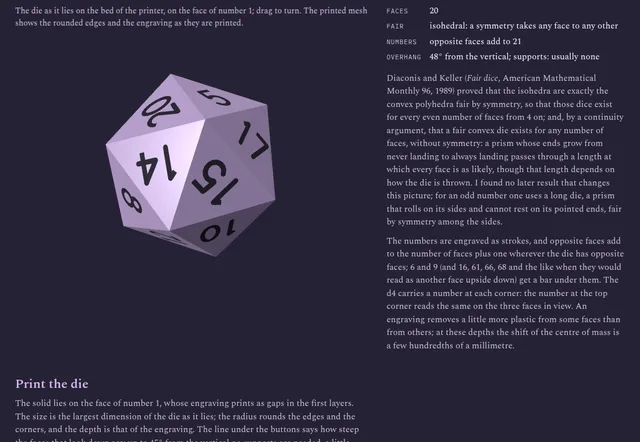 The die as it lies on the bed of the printer, on the face of number 1; drag to turn. The printed mesh
shows the rounded edges and the engraving as they are printed.
20
5
14
17
15
8
10
Print the die
The solid lies on the face of number 1, whose engraving prints as gaps in the first layers.
The size is the largest dimension of the die as it lies; the radius rounds the edges and the
corners, and the depth is that of the engraving. The line under the buttons says how steep
FACES 20
FAIR isohedral: a symmetry takes any face to any other
NUMBERS opposite faces add to 21
OVERHANG 48° from the vertical; supports: usually none
Diaconis and Keller (Fair dice, American Mathematical
Monthly 96, 1989) proved that the isohedra are exactly the
convex polyhedra fair by symmetry, so that those dice exist
for every even number of faces from 4 on; and, by a continuity
argument, that a fair convex die exists for any number of
faces, without symmetry: a prism whose ends grow from
never landing to always landing passes through a length at
which every face is as likely, though that length depends on
how the die is thrown. I found no later result that changes
this picture; for an odd number one uses a long die, a prism
that rolls on its sides and cannot rest on its pointed ends, fair
by symmetry among the sides.
The numbers are engraved as strokes, and opposite faces add
to the number of faces plus one wherever the die has opposite
faces; 6 and 9 (and 16, 61, 66, 68 and the like when they would
read as another face upside down) get a bar under them. The
d4 carries a number at each corner: the number at the top
corner reads the same on the three faces in view. An
engraving removes a little more plastic from some faces than
from others; at these depths the shift of the centre of mass is
a few hundredths of a millimetre.